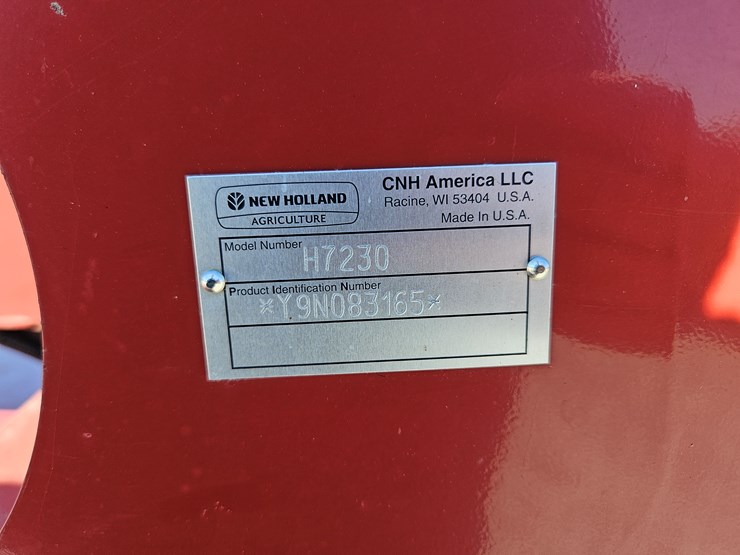 NEW HOLLAND
AGRICULTURE
CNH America LLC
Racine, WI 53404 U.S.A.
Made In U.S.A.
Model Number H7230
Product Identification Number
*Y9N083165*